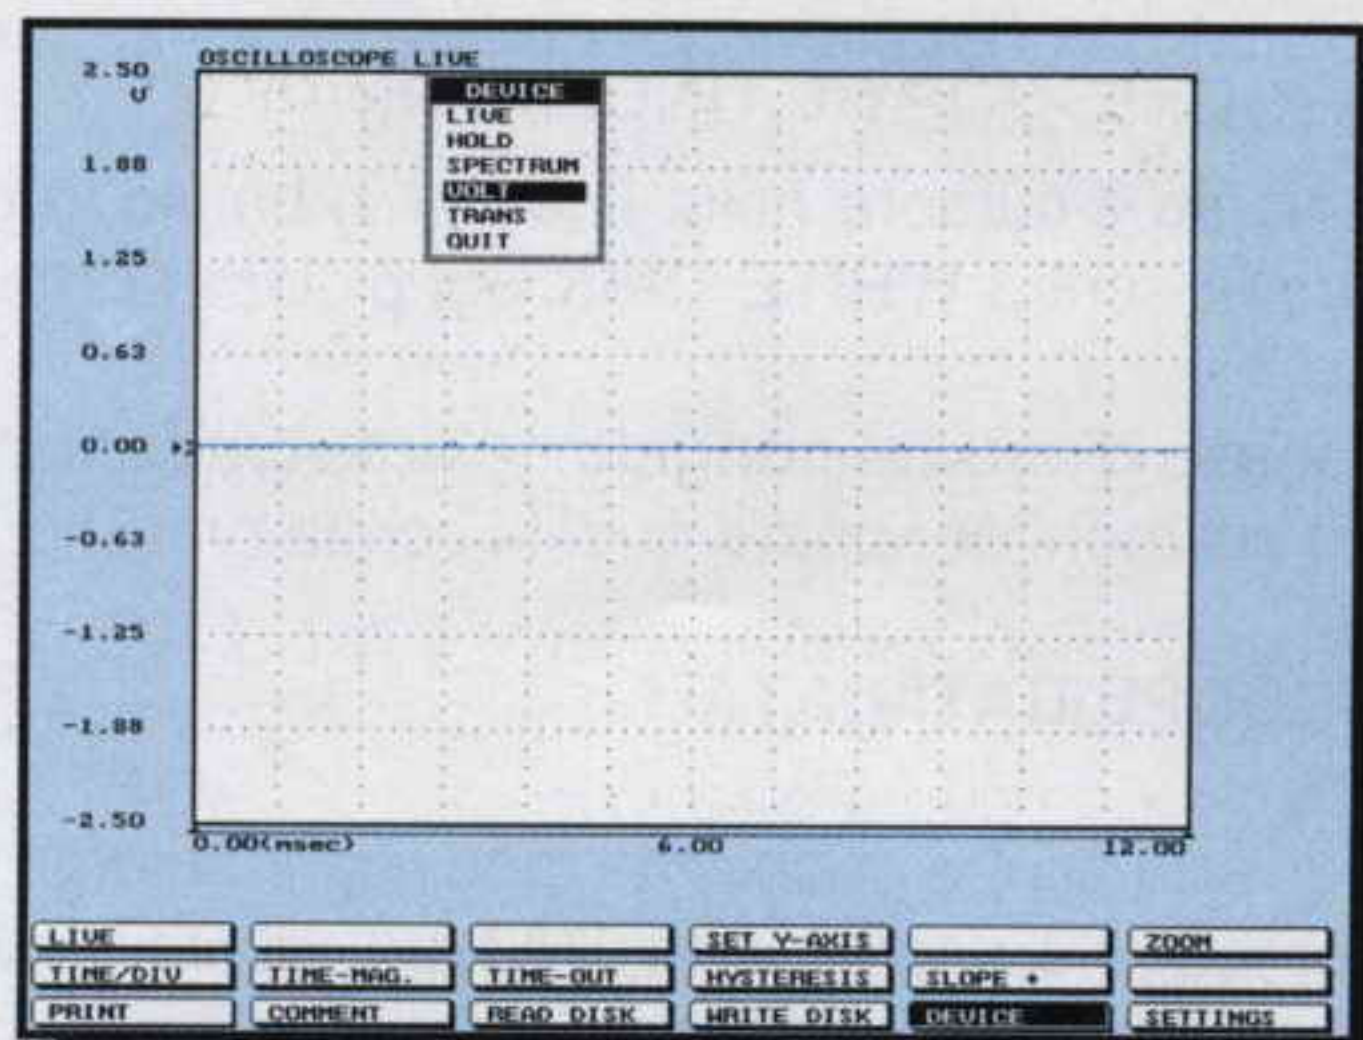 OSCILLOSCOPE LIVE
2.50
V
DEVICE
LIVE
HOLD
1.88
SPECTRUM
VOLT
TRANS
QUIT
1.25
0.63
0.00
2
-0.63
-1.25
-1.88
-2.50
0.00(msec) 6.00 12.00
LIVE SET Y-AXIS ZOOM
TIME/DIV TIME-MAG. TIME-OUT HYSTERESIS SLOPE +
PRINT COMMENT READ DISK WRITE DISK DEVICE SETTINGS